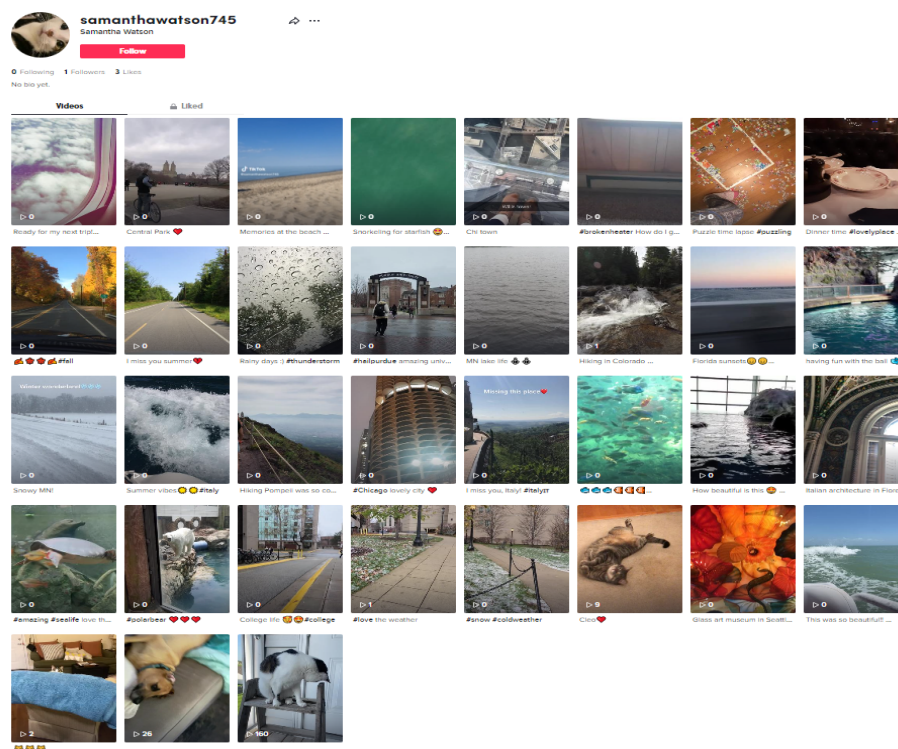 samanthawatson745
Samantha Watson
Follow
0 Following 1 Followers 3 Likes
No bio yet.
Videos Liked
TikTok
0 0 0 0 0 0 0 0
Ready for my next trip!...
Central Park ❤️
Memories at the beach ...
Snorkeling for starfish 😍...
Chi town
#brokenheater How do I g...
Puzzle time lapse #puzzling
Dinner time #lovelyplace
0 0 0 0 0 1 0 0
#fall
I miss you summer❤️
Rainy days :) #thunderstorm
#hailpurdue amazing univ...
MN lake life
Hiking in Colorado ...
Florida sunsets
having fun with the ball
Winter wonderland
Missing this place❤️
0 0 0 0 0 0 0 0
Snowy MN!
Summer vibes🌞🌞#italy
Hiking Pompeii was so co...
#Chicago lovely city ❤️
I miss you, Italy! #italy
How beautiful is this 😍 ...
Italian architecture in Flore
0 0 0 1 0 9 0 0
#amazing #sealife love th...
#polarbear ❤️❤️❤️
College life 🥰😍#college
#love the weather
#snow #coldweather
Cleo❤️
Glass art museum in Seattl...
This was so beautiful!! ...
2 26 160